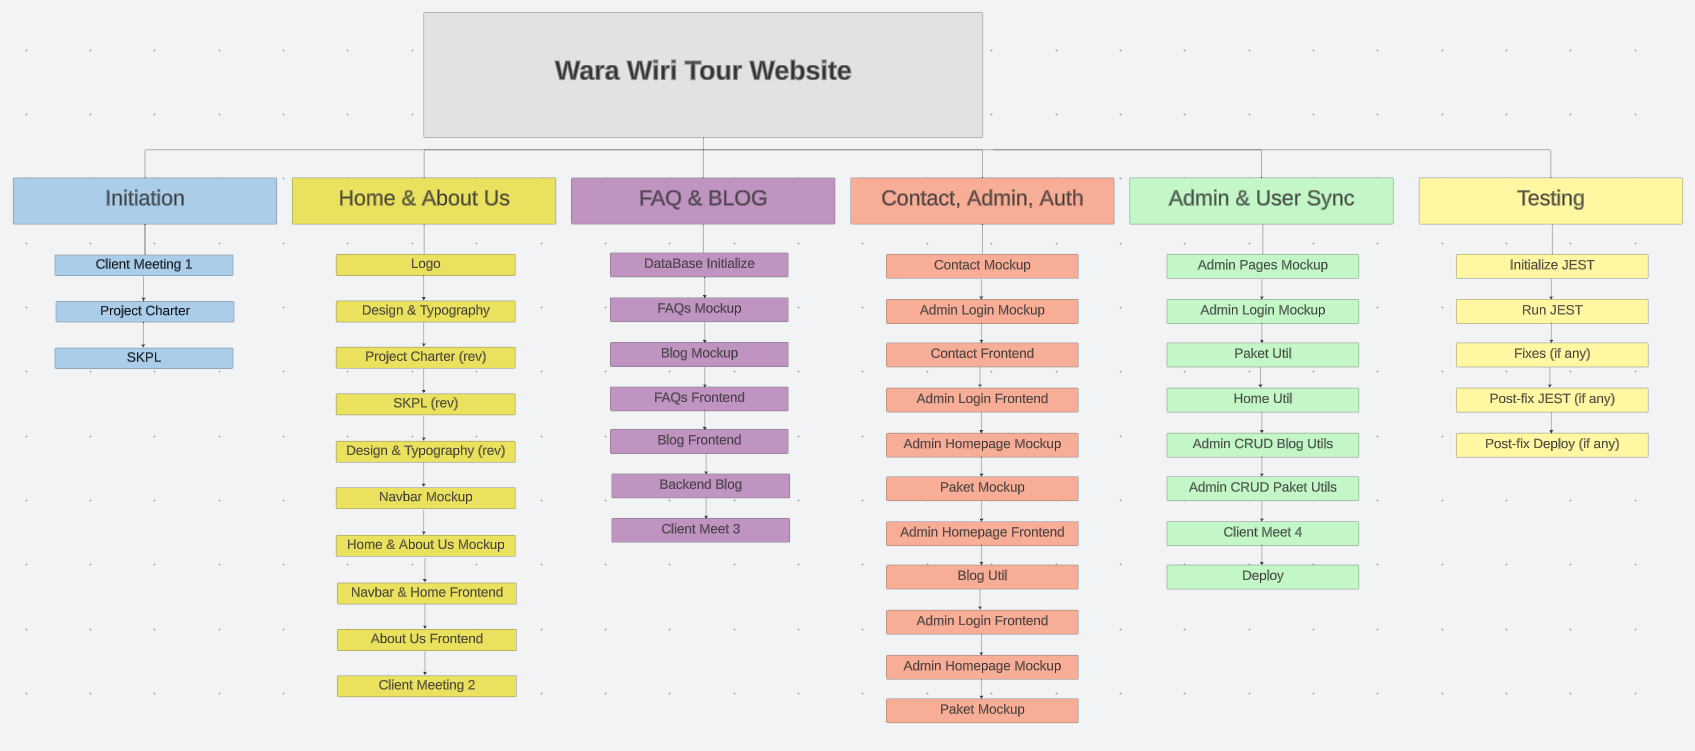 Wara Wiri Tour Website
Initiation
Client Meeting 1
Project Charter
SKPL
Home & About Us
Logo
Design & Typography
Project Charter (rev)
SKPL (rev)
Design & Typography (rev)
Navbar Mockup
Home & About Us Mockup
Navbar & Home Frontend
About Us Frontend
Client Meeting 2
FAQ & BLOG
DataBase Initialize
FAQs Mockup
Blog Mockup
FAQs Frontend
Blog Frontend
Backend Blog
Client Meet 3
Contact, Admin, Auth
Contact Mockup
Admin Login Mockup
Contact Frontend
Admin Login Frontend
Admin Homepage Mockup
Paket Mockup
Admin Homepage Frontend
Blog Util
Admin Login Frontend
Admin Homepage Mockup
Paket Mockup
Admin & User Sync
Admin Pages Mockup
Admin Login Mockup
Paket Util
Home Util
Admin CRUD Blog Utils
Admin CRUD Paket Utils
Client Meet 4
Deploy
Testing
Initialize JEST
Run JEST
Fixes (if any)
Post-fix JEST (if any)
Post-fix Deploy (if any)